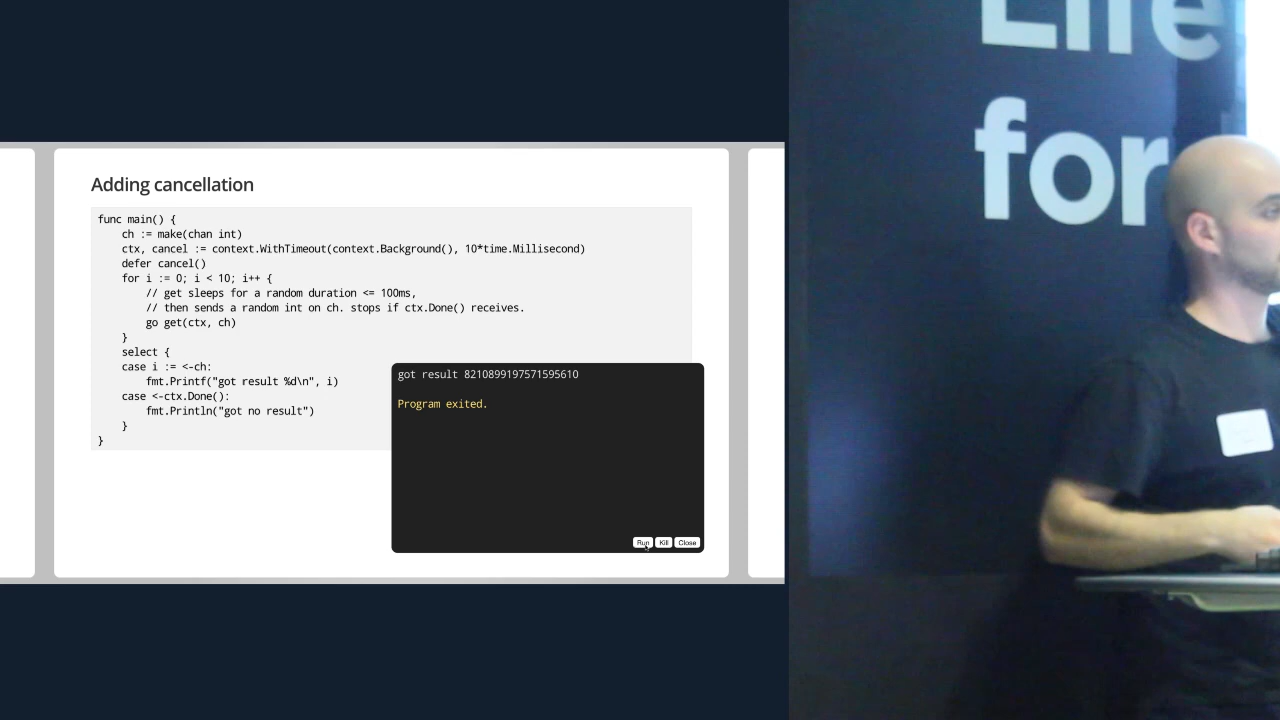 Adding cancellation
func main() {
    ch := make(chan int)
    ctx, cancel := context.WithTimeout(context.Background(), 10*time.Millisecond)
    defer cancel()
    for i := 0; i < 10; i++ {
        // get sleeps for a random duration <= 100ms,
        // then sends a random int on ch. stops if ctx.Done() receives.
        go get(ctx, ch)
    }
    select {
    case i := <-ch:
        fmt.Printf("got result %d\n", i)
    case <-ctx.Done():
        fmt.Println("got no result")
    }
}
got result 8210899197571595610
Program exited.
Run Kill Close
Life
for